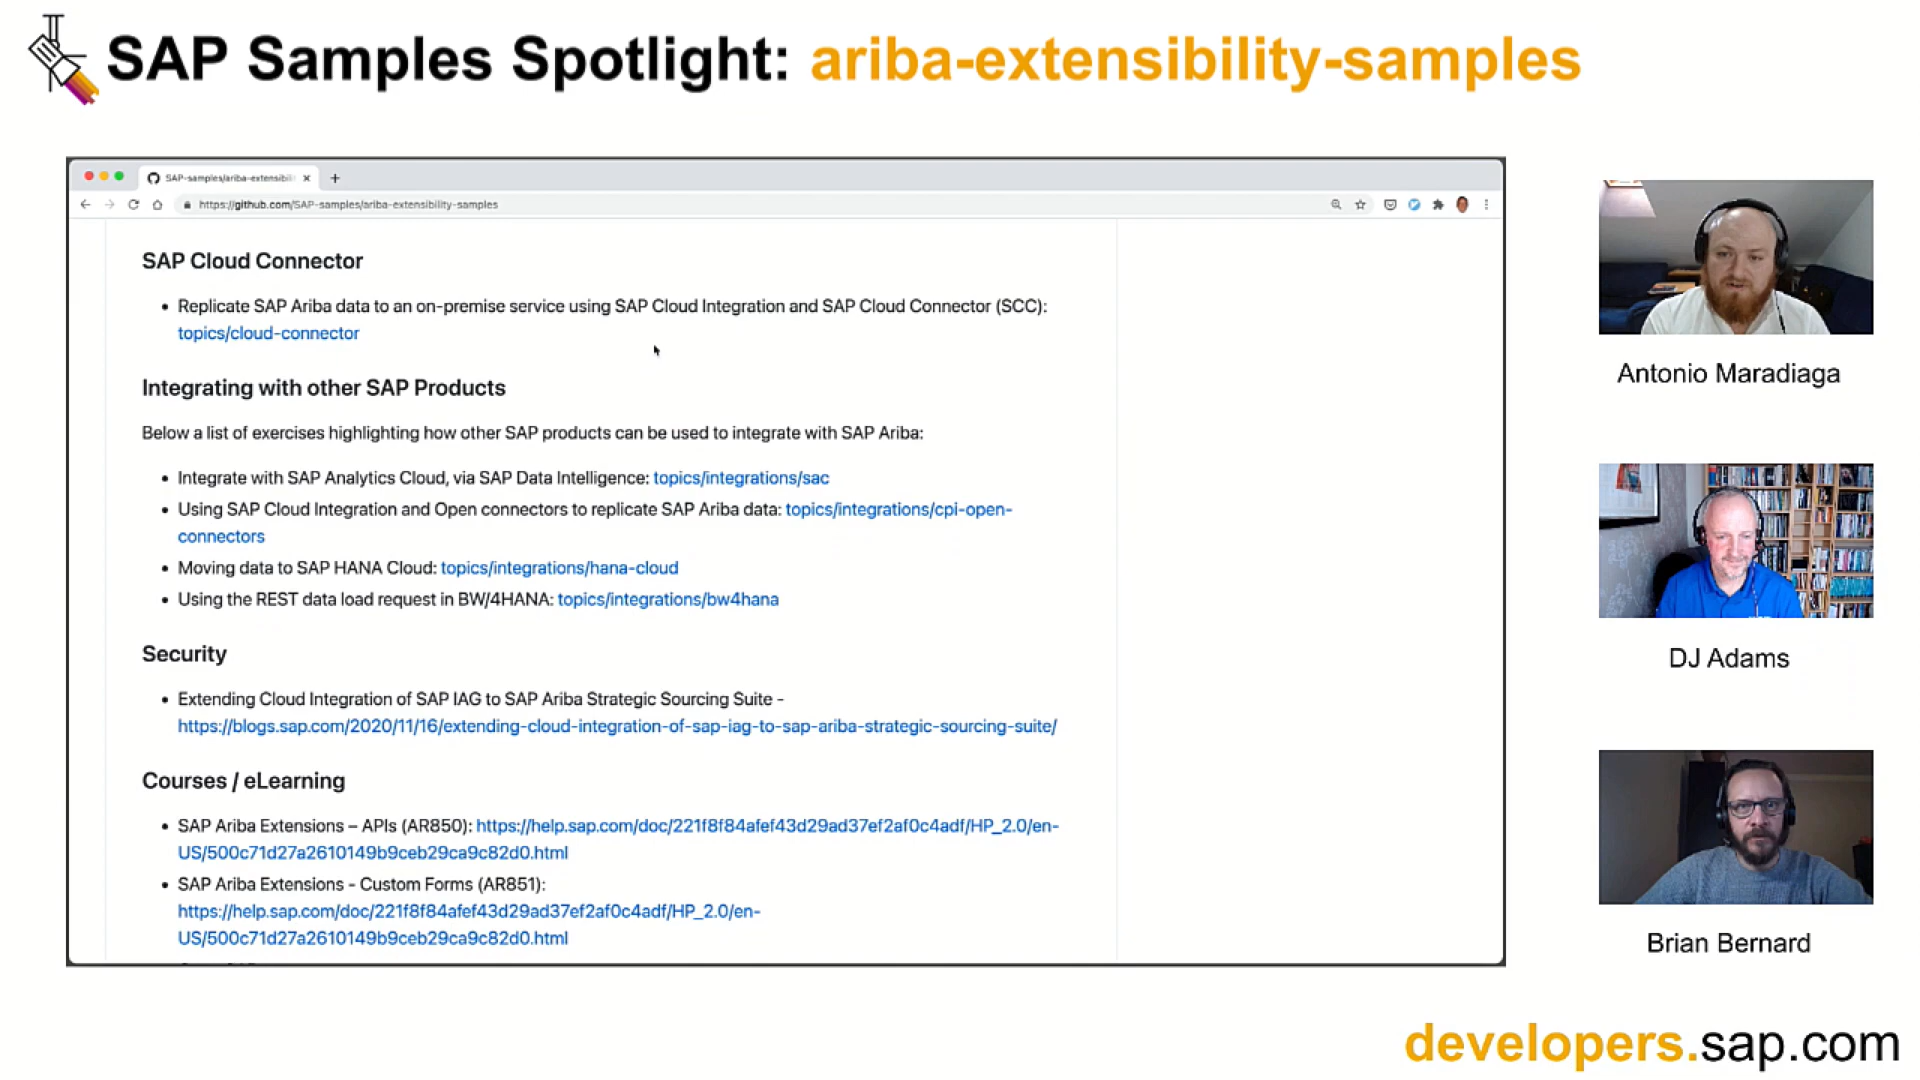 SAP Samples Spotlight: ariba-extensibility-samples
SAP-samples/ariba-extensibili
https://github.com/SAP-samples/ariba-extensibility-samples
SAP Cloud Connector
• Replicate SAP Ariba data to an on-premise service using SAP Cloud Integration and SAP Cloud Connector (SCC):
topics/cloud-connector
Integrating with other SAP Products
Below a list of exercises highlighting how other SAP products can be used to integrate with SAP Ariba:
• Integrate with SAP Analytics Cloud, via SAP Data Intelligence: topics/integrations/sac
• Using SAP Cloud Integration and Open connectors to replicate SAP Ariba data: topics/integrations/cpi-open-
connectors
• Moving data to SAP HANA Cloud: topics/integrations/hana-cloud
• Using the REST data load request in BW/4HANA: topics/integrations/bw4hana
Security
• Extending Cloud Integration of SAP IAG to SAP Ariba Strategic Sourcing Suite -
https://blogs.sap.com/2020/11/16/extending-cloud-integration-of-sap-iag-to-sap-ariba-strategic-sourcing-suite/
Courses / eLearning
• SAP Ariba Extensions – APIs (AR850): https://help.sap.com/doc/221f8f84afef43d29ad37ef2af0c4adf/HP_2.0/en-
US/500c71d27a2610149b9ceb29ca9c82d0.html
• SAP Ariba Extensions - Custom Forms (AR851):
https://help.sap.com/doc/221f8f84afef43d29ad37ef2af0c4adf/HP_2.0/en-
US/500c71d27a2610149b9ceb29ca9c82d0.html
Antonio Maradiaga
DJ Adams
Brian Bernard
developers.sap.com